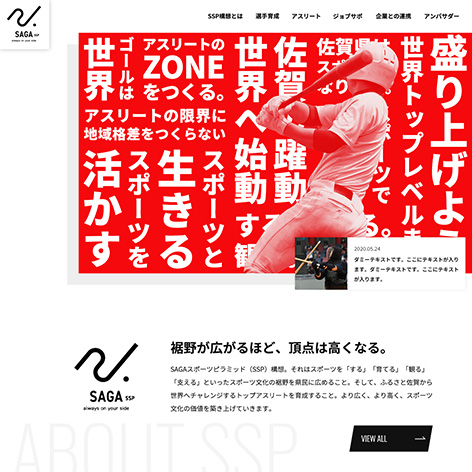 SAGA SSP
always on your side
SSP構想とは 選手育成 アスリート ジョブサポ 企業との連携 アンバサダー
世界
ゴールは
アスリートの
ZONE
をつくる。
アスリートの限界に
地域格差をつくらない
活かす
スポーツを
生きる
スポーツと
世界へ始動
佐賀
躍動
する
観
佐賀県は
スポーツ
なり
世界トップレベル
盛り上げよ
2020.05.24
ダミーテキストです。ここにテキストが入り
ます。ダミーテキストです。ここにテキストが
入ります。
SAGA SSP
always on your side
裾野が広がるほど、頂点は高くなる。
SAGAスポーツピラミッド（SSP）構想。それはスポーツを「する」「育てる」「観る」
「支える」といったスポーツ文化の裾野を県民に広めること。そして、ふるさと佐賀から
世界へチャレンジするトップアスリートを育成すること。より広く、より高く、スポーツ
文化の価値を築き上げていきます。
VIEW ALL
ABOUT SSP